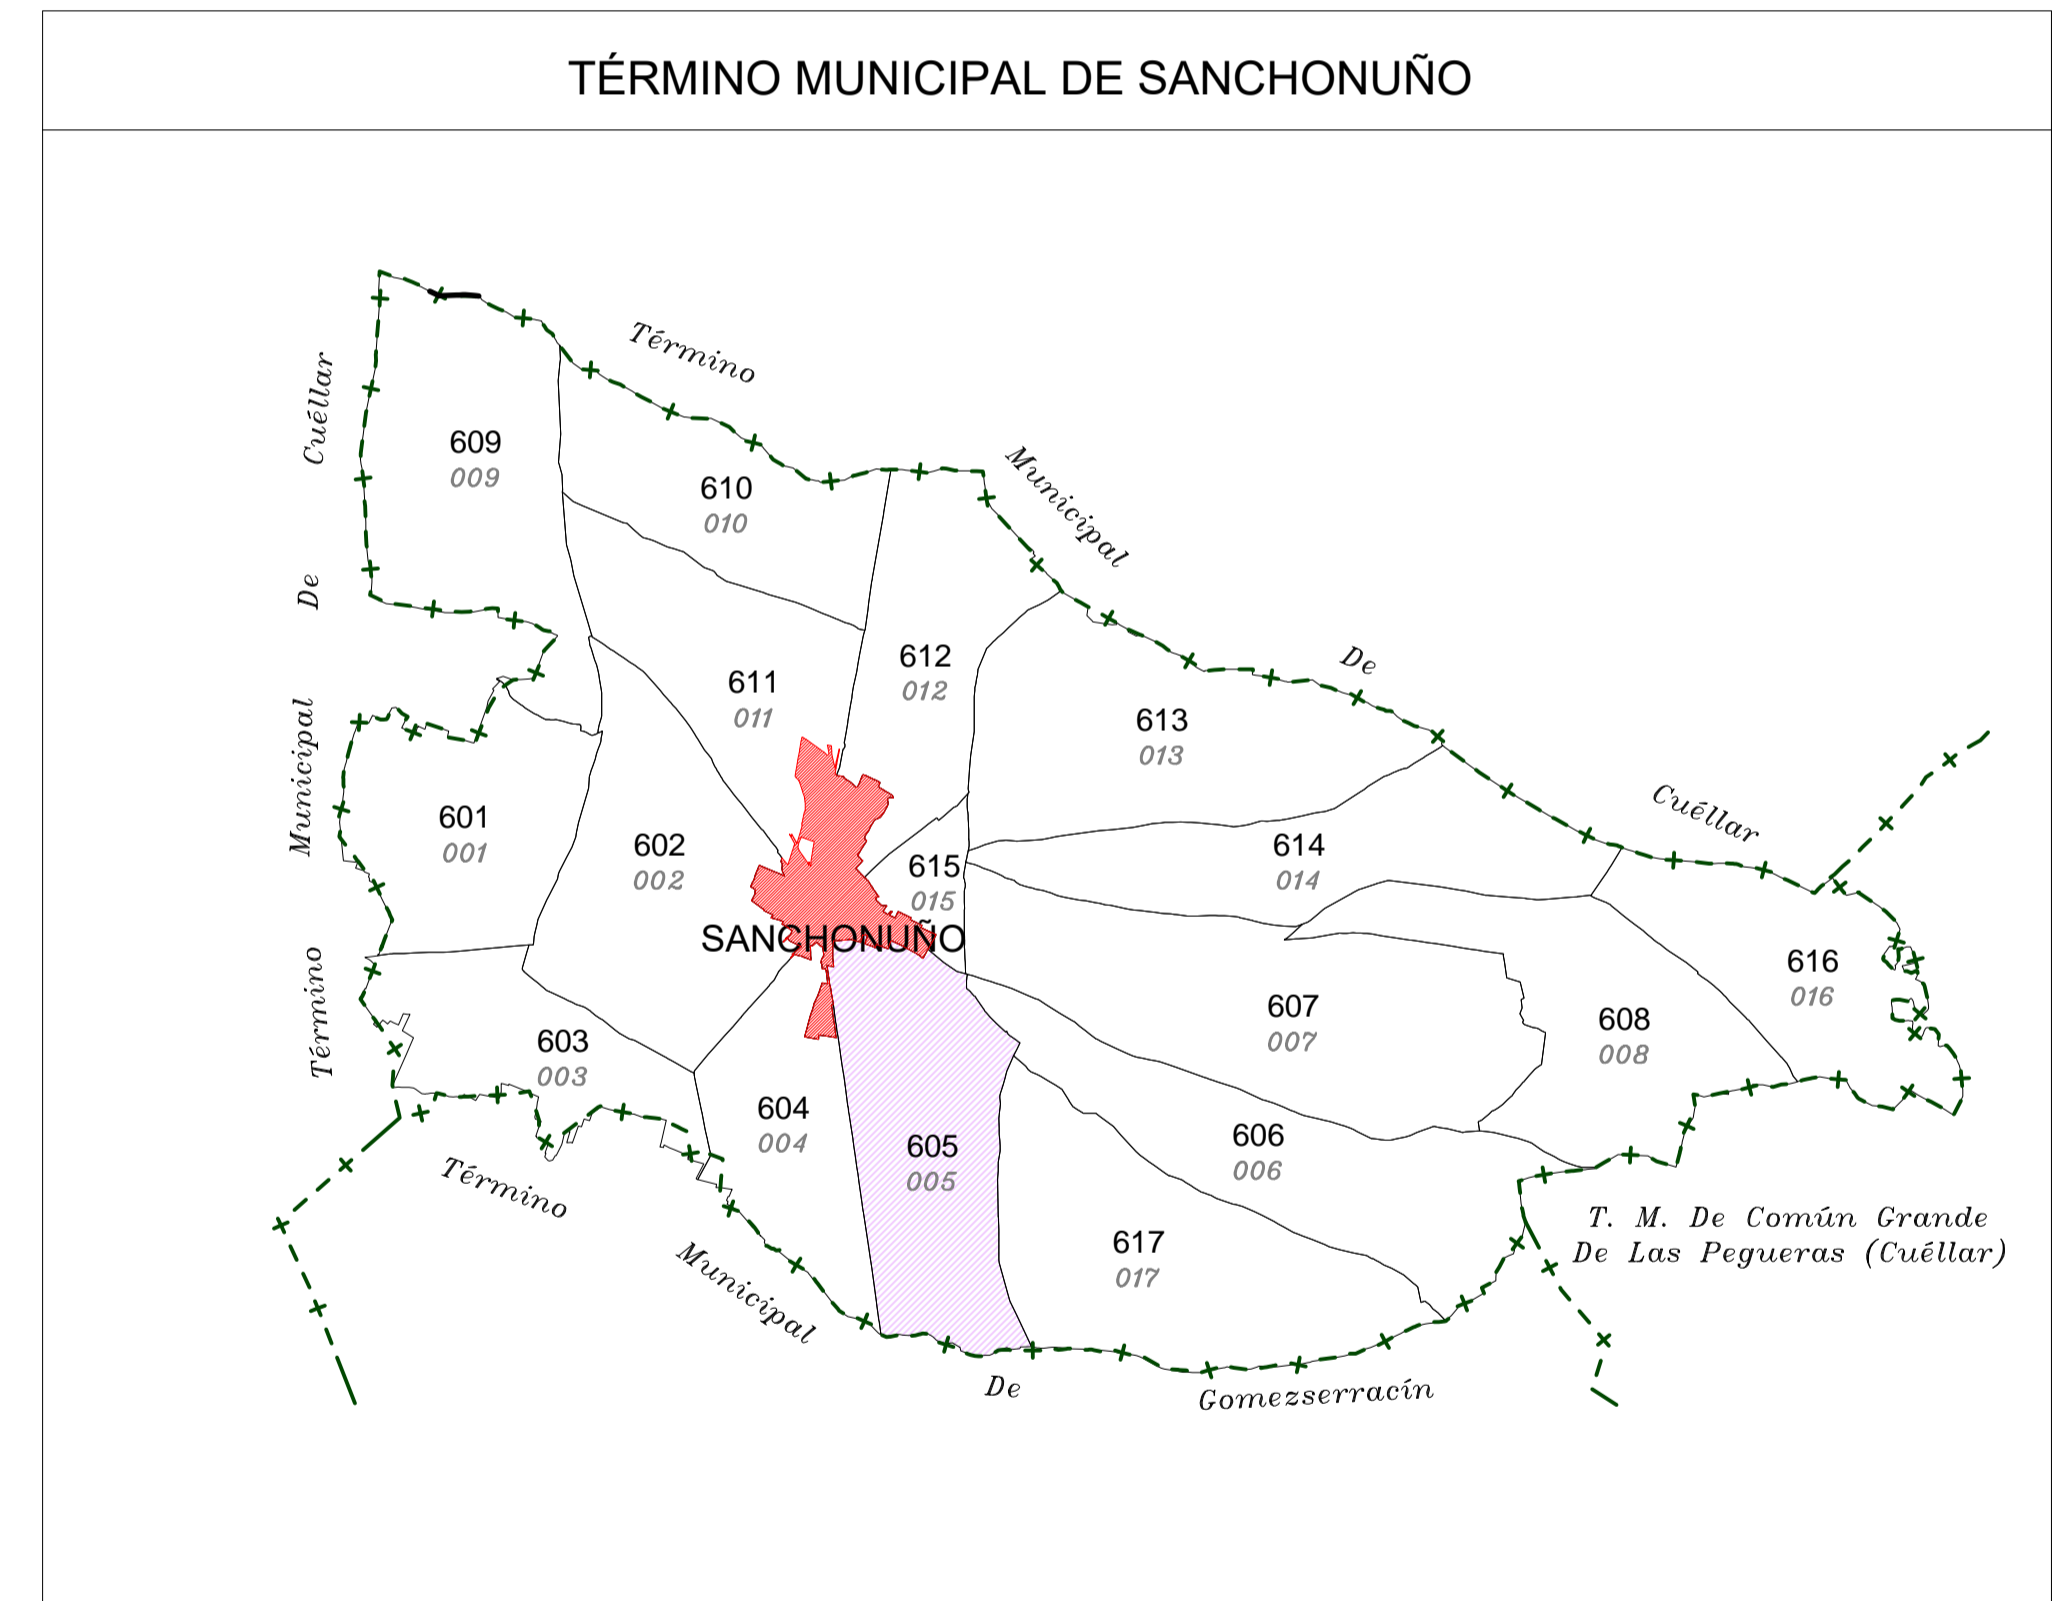 TÉRMINO MUNICIPAL DE SANCHONUÑO
Término
Municipal
De
Cuéllar
Término
Municipal
De
Cuéllar
609
009
610
010
611
011
612
012
613
013
601
001
602
002
614
014
615
015
SANCHONUÑO
616
016
607
007
608
008
603
003
604
004
605
005
606
006
617
017
Término
Municipal
De
Gomezserracín
T. M. De Común Grande
De Las Pegueras (Cuéllar)